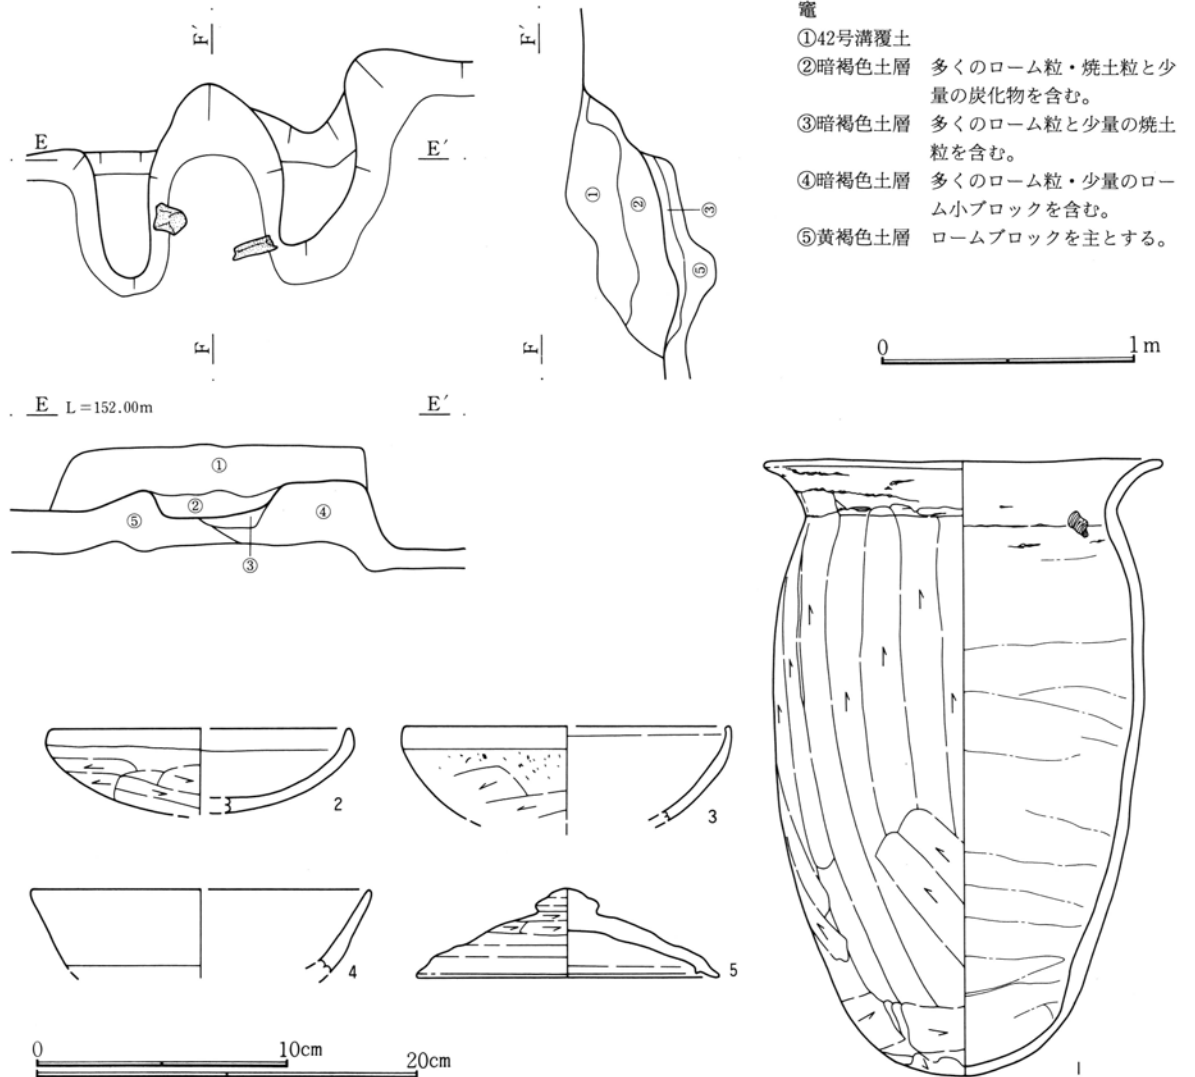 竈
①42号溝覆土
②暗褐色土層 多くのローム粒・焼土粒と少
量の炭化物を含む。
③暗褐色土層 多くのローム粒と少量の焼土
粒を含む。
④暗褐色土層 多くのローム粒・少量のロー
ム小ブロックを含む。
⑤黄褐色土層 ロームブロックを主とする。
F′
F′
E
E′
①
②
③
⑤
F
F
0 1m
E L=152.00m E′
①
②
⑤
④
③
2
3
4
5
1
0 10cm
20cm